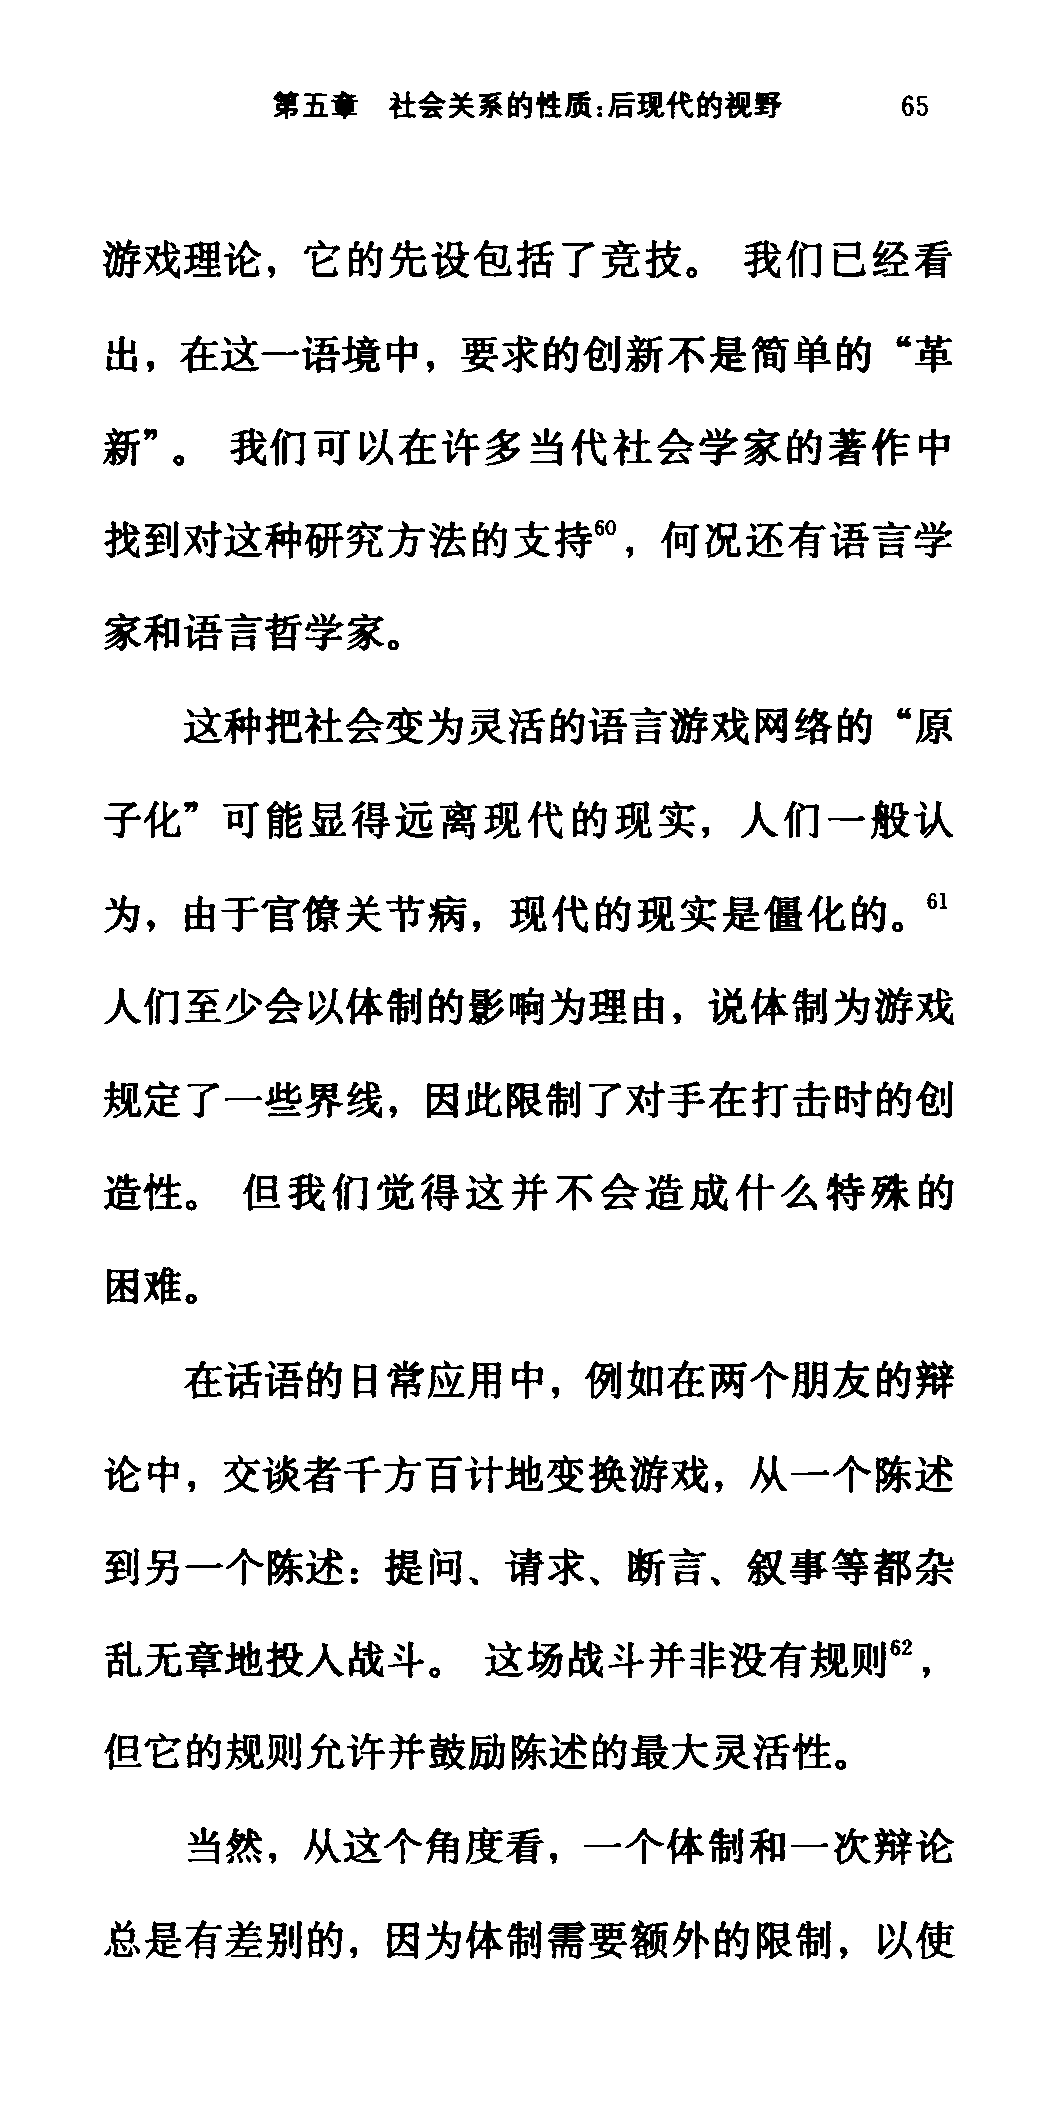 第五章 社会关系的性质:后现代的视野 65
游戏理论，它的先设包括了竞技。 我们已经看
出，在这一语境中，要求的创新不是简单的“革
新”。 我们可以在许多当代社会学家的著作中
找到对这种研究方法的支持60，何况还有语言学
家和语言哲学家。
这种把社会变为灵活的语言游戏网络的“原
子化”可能显得远离现代的现实，人们一般认
为，由于官僚关节病，现代的现实是僵化的。61
人们至少会以体制的影响为理由，说体制为游戏
规定了一些界线，因此限制了对手在打击时的创
造性。 但我们觉得这并不会造成什么特殊的
困难。
在话语的日常应用中，例如在两个朋友的辩
论中，交谈者千方百计地变换游戏，从一个陈述
到另一个陈述：提问、请求、断言、叙事等都杂
乱无章地投入战斗。 这场战斗并非没有规则62，
但它的规则允许并鼓励陈述的最大灵活性。
当然，从这个角度看，一个体制和一次辩论
总是有差别的，因为体制需要额外的限制，以使